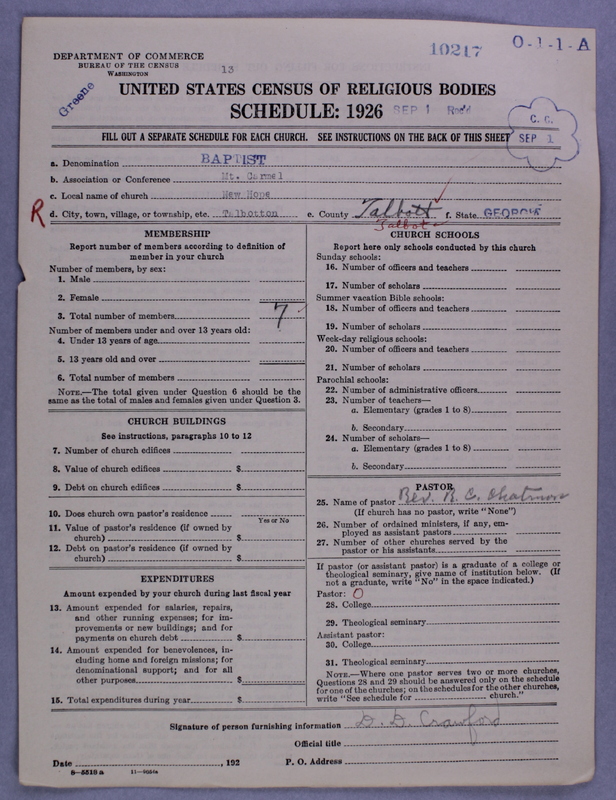 DEPARTMENT OF COMMERCE
BUREAU OF THE CENSUS
WASHINGTON
13
Greene
10217
O-1-1-A
UNITED STATES CENSUS OF RELIGIOUS BODIES
SCHEDULE: 1926
SEP 1 Rec'd
C. C.
SEP 1
FILL OUT A SEPARATE SCHEDULE FOR EACH CHURCH. SEE INSTRUCTIONS ON THE BACK OF THIS SHEET
a. Denomination BAPTIST
b. Association or Conference Mt. Carmel
c. Local name of church New Hope
R d. City, town, village, or township, etc. Talbotton e. County Talbott f. State GEORGIA
Talbot
MEMBERSHIP
Report number of members according to definition of
member in your church
Number of members, by sex:
1. Male
2. Female
3. Total number of members 7
Number of members under and over 13 years old:
4. Under 13 years of age
5. 13 years old and over
6. Total number of members
NOTE.—The total given under Question 6 should be the
same as the total of males and females given under Question 3.
CHURCH BUILDINGS
See instructions, paragraphs 10 to 12
7. Number of church edifices
8. Value of church edifices $
9. Debt on church edifices $
10. Does church own pastor's residence
Yes or No
11. Value of pastor's residence (if owned by
church) $
12. Debt on pastor's residence (if owned by
church) $
EXPENDITURES
Amount expended by your church during last fiscal year
13. Amount expended for salaries, repairs,
and other running expenses; for im-
provements or new buildings; and for
payments on church debt $
14. Amount expended for benevolences, in-
cluding home and foreign missions; for
denominational support; and for all
other purposes $
15. Total expenditures during year $
CHURCH SCHOOLS
Report here only schools conducted by this church
Sunday schools:
16. Number of officers and teachers
17. Number of scholars
Summer vacation Bible schools:
18. Number of officers and teachers
19. Number of scholars
Week-day religious schools:
20. Number of officers and teachers
21. Number of scholars
Parochial schools:
22. Number of administrative officers
23. Number of teachers—
a. Elementary (grades 1 to 8)
b. Secondary
24. Number of scholars—
a. Elementary (grades 1 to 8)
b. Secondary
PASTOR
25. Name of pastor Rev. R. C. Chatmon
(If church has no pastor, write "None")
26. Number of ordained ministers, if any, em-
ployed as assistant pastors
27. Number of other churches served by the
pastor or his assistants
If pastor (or assistant pastor) is a graduate of a college or
theological seminary, give name of institution below. (If
not a graduate, write "No" in the space indicated.)
Pastor: O
28. College
29. Theological seminary
Assistant pastor:
30. College
31. Theological seminary
NOTE.—Where one pastor serves two or more churches,
Questions 28 and 29 should be answered only on the schedule
for one of the churches; on the schedules for the other churches,
write "See schedule for church."
Signature of person furnishing information D. D. Crawford
Official title
Date , 192 P. O. Address
8-5519 a